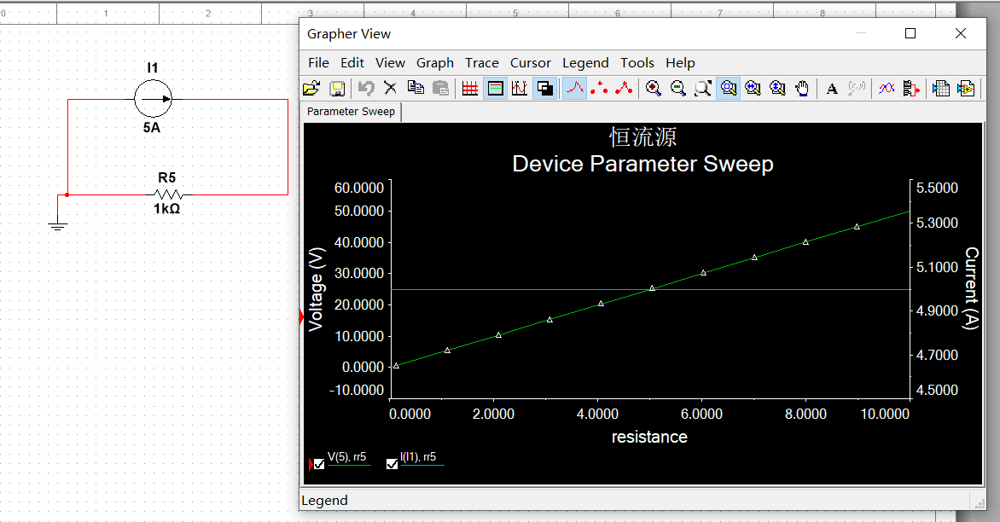 0 1 2 3 4 5 6 7 8
I1
5A
R5
1kΩ
Grapher View
File Edit View Graph Trace Cursor Legend Tools Help
A
Parameter Sweep
恒流源
Device Parameter Sweep
Voltage (V)
60.0000
50.0000
40.0000
30.0000
20.0000
10.0000
0.0000
-10.0000
5.5000
5.3000
5.1000
4.9000
4.7000
4.5000
Current (A)
0.0000 2.0000 4.0000 6.0000 8.0000 10.0000
resistance
V(5), rr5 I(I1), rr5
Legend